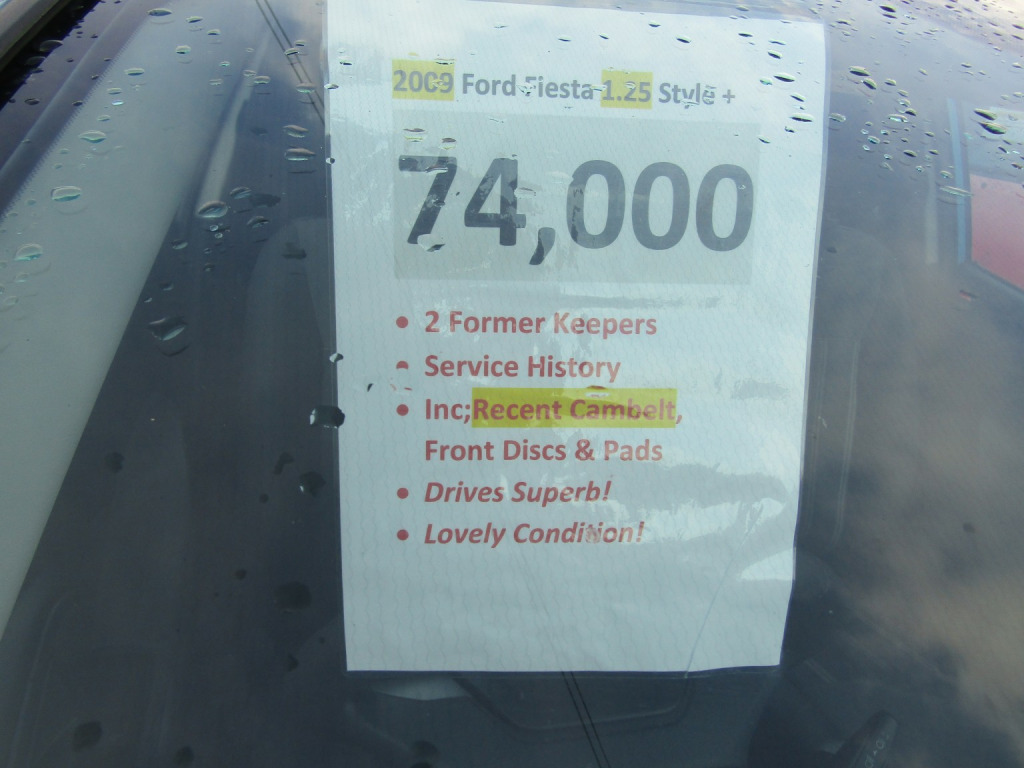 2009 Ford Fiesta 1.25 Style +
74,000
• 2 Former Keepers
• Service History
• Inc;Recent Cambelt,
Front Discs & Pads
• Drives Superb!
• Lovely Condition!